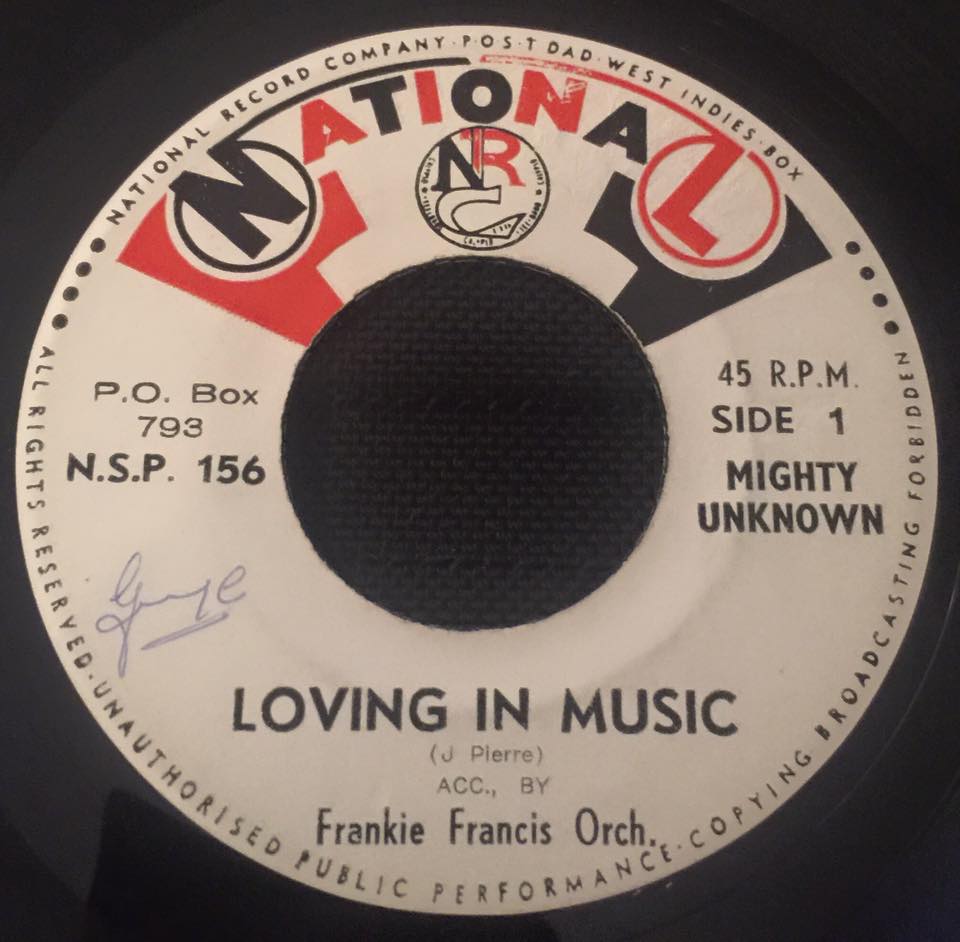 NATIONAL RECORD COMPANY · P·O·S·T DAD·WEST INDIES·BOX
NATIONAL
NRC
P.O. Box
793
N.S.P. 156
45 R.P.M.
SIDE 1
MIGHTY
UNKNOWN
LOVING IN MUSIC
(J Pierre)
ACC., BY
Frankie Francis Orch.
ALL RIGHTS RESERVED·UNAUTHORISED PUBLIC PERFORMANCE·COPYING BROADCASTING FORBIDDEN